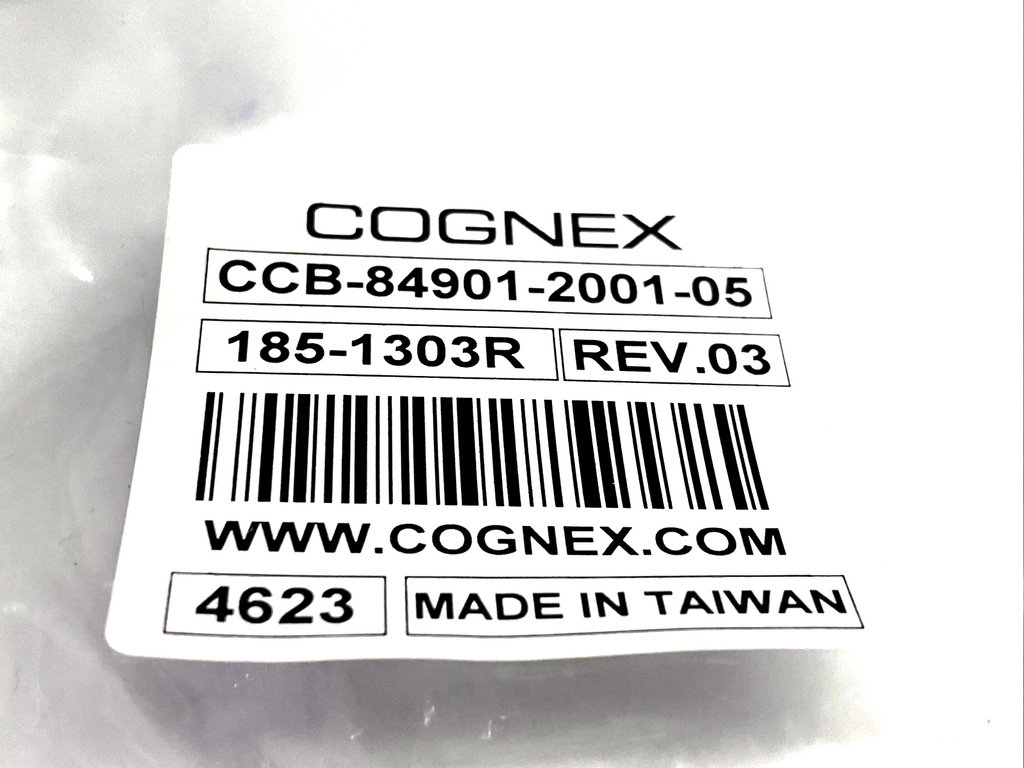 COGNEX
CCB-84901-2001-05
185-1303R REV.03
WWW.COGNEX.COM
4623 MADE IN TAIWAN